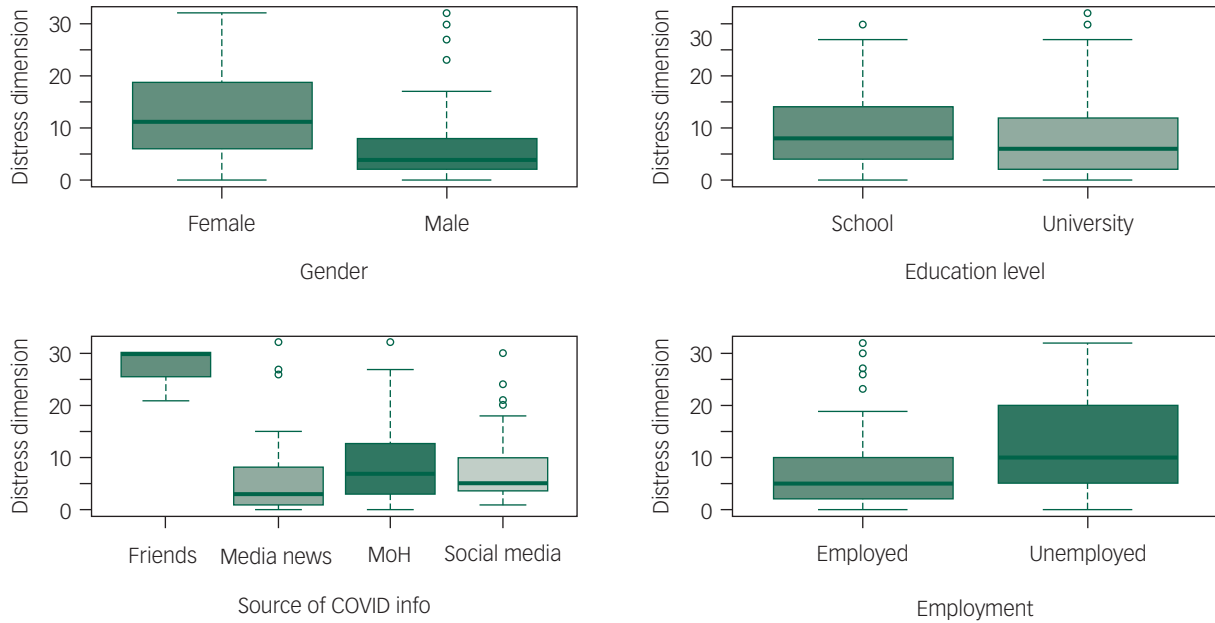 Distress dimension
30
20
10
0
Female
Male
Gender
Distress dimension
30
20
10
0
School
University
Education level
Distress dimension
30
20
10
0
Friends
Media news
MoH
Social media
Source of COVID info
Distress dimension
30
20
10
0
Employed
Unemployed
Employment